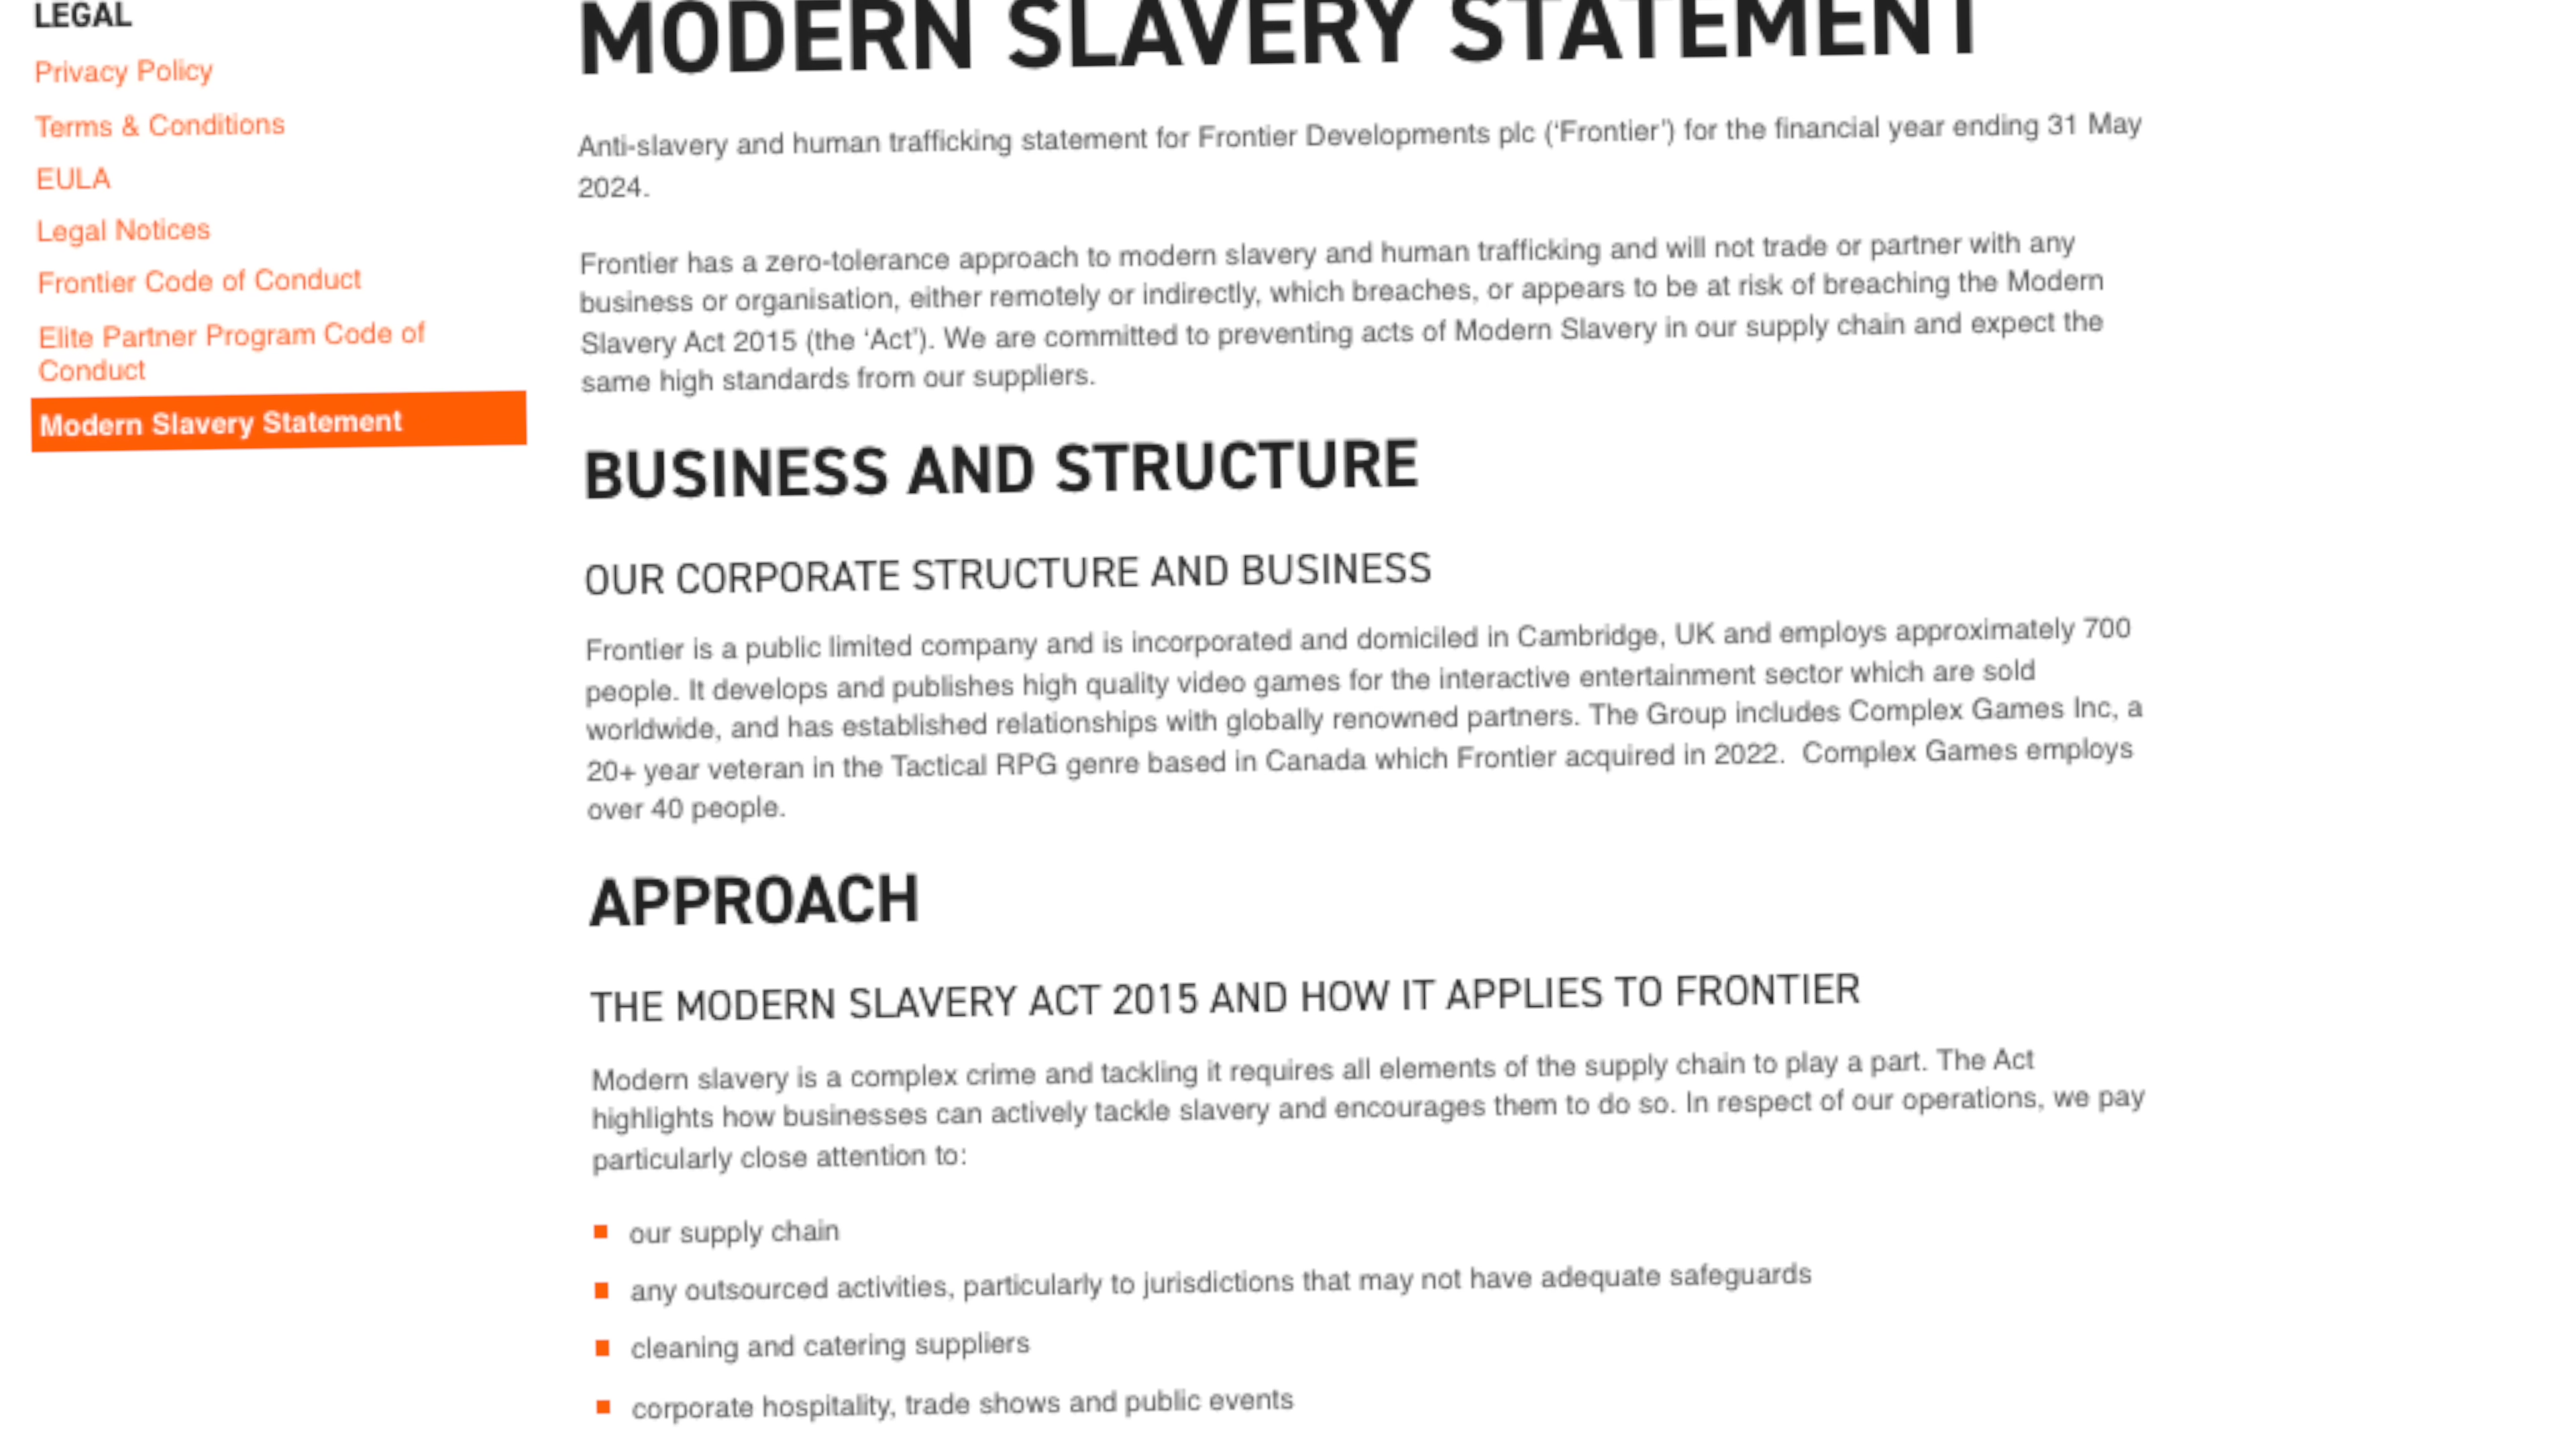 LEGAL
Privacy Policy
Terms & Conditions
EULA
Legal Notices
Frontier Code of Conduct
Elite Partner Program Code of
Conduct
Modern Slavery Statement
MODERN SLAVERY STATEMENT
Anti-slavery and human trafficking statement for Frontier Developments plc (‘Frontier’) for the financial year ending 31 May
2024.
Frontier has a zero-tolerance approach to modern slavery and human trafficking and will not trade or partner with any
business or organisation, either remotely or indirectly, which breaches, or appears to be at risk of breaching the Modern
Slavery Act 2015 (the ‘Act’). We are committed to preventing acts of Modern Slavery in our supply chain and expect the
same high standards from our suppliers.
BUSINESS AND STRUCTURE
OUR CORPORATE STRUCTURE AND BUSINESS
Frontier is a public limited company and is incorporated and domiciled in Cambridge, UK and employs approximately 700
people. It develops and publishes high quality video games for the interactive entertainment sector which are sold
worldwide, and has established relationships with globally renowned partners. The Group includes Complex Games Inc, a
20+ year veteran in the Tactical RPG genre based in Canada which Frontier acquired in 2022. Complex Games employs
over 40 people.
APPROACH
THE MODERN SLAVERY ACT 2015 AND HOW IT APPLIES TO FRONTIER
Modern slavery is a complex crime and tackling it requires all elements of the supply chain to play a part. The Act
highlights how businesses can actively tackle slavery and encourages them to do so. In respect of our operations, we pay
particularly close attention to:
our supply chain
any outsourced activities, particularly to jurisdictions that may not have adequate safeguards
cleaning and catering suppliers
corporate hospitality, trade shows and public events